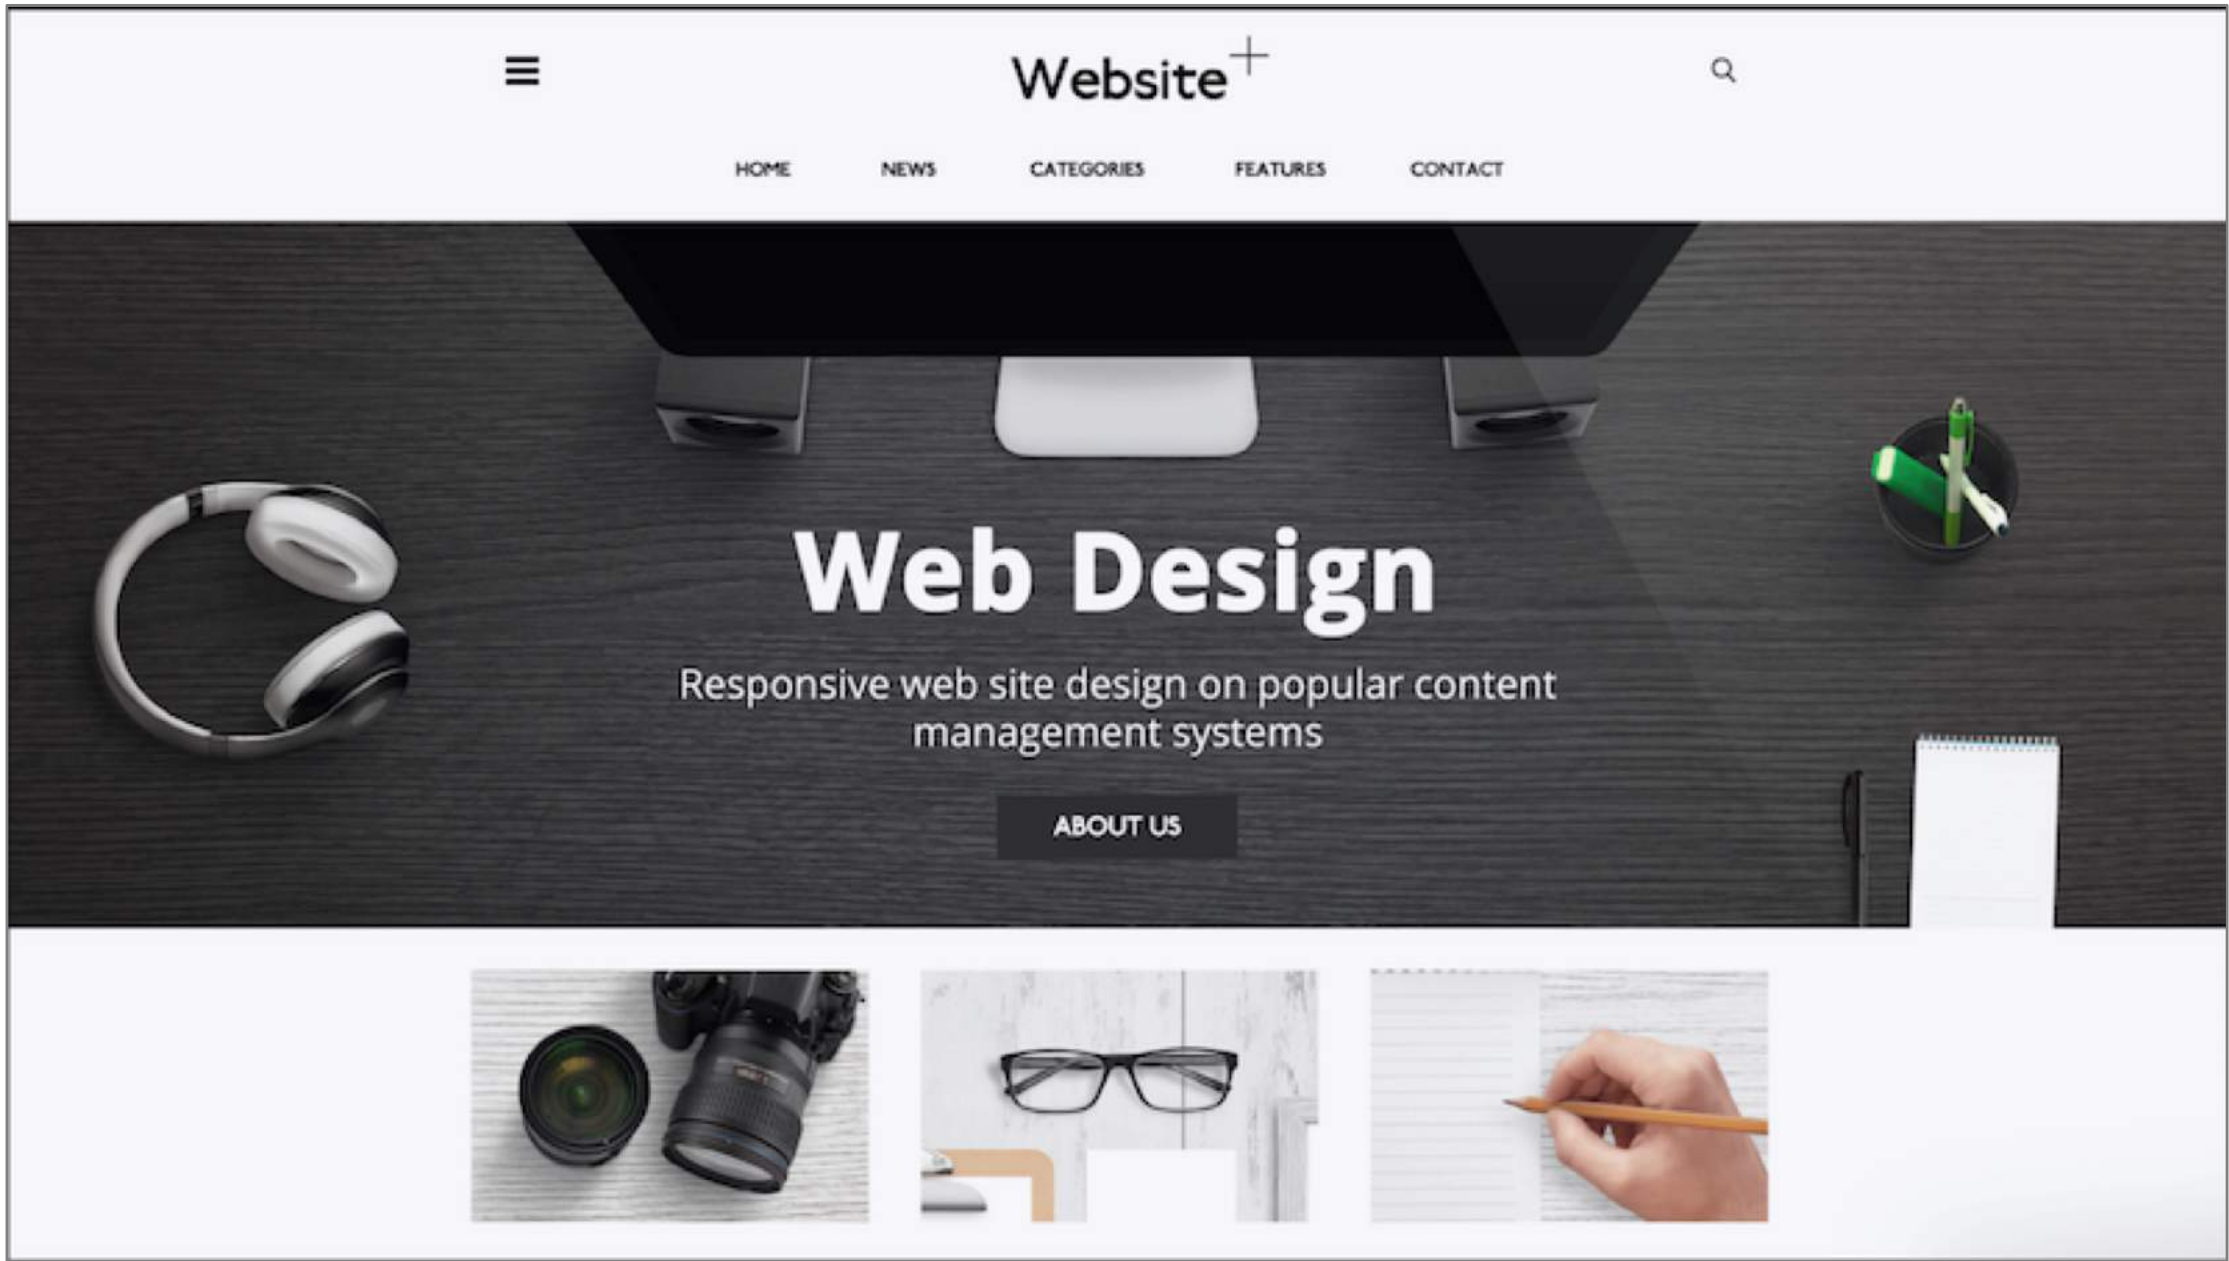 Website+
HOME NEWS CATEGORIES FEATURES CONTACT
Web Design
Responsive web site design on popular content
management systems
ABOUT US